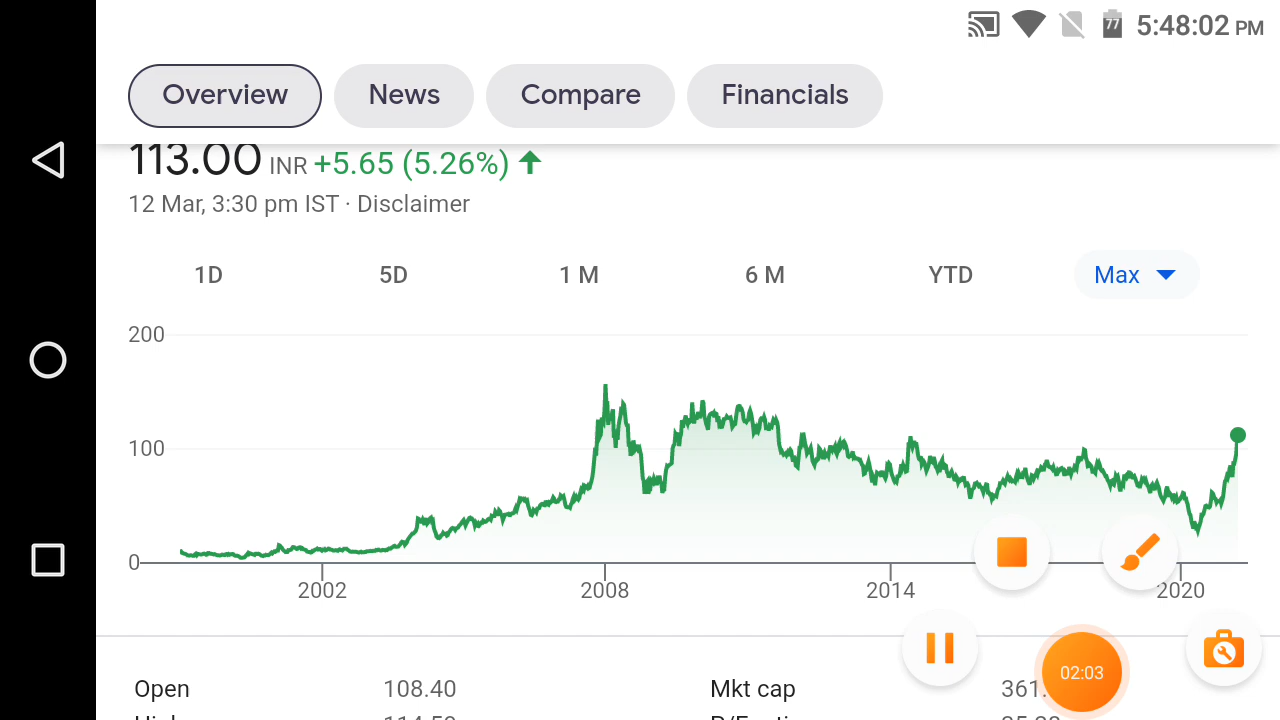 77 5:48:02 PM
Overview News Compare Financials
113.00 INR +5.65 (5.26%)
12 Mar, 3:30 pm IST · Disclaimer
1D 5D 1 M 6 M YTD Max
200
100
0
2002 2008 2014 2020
Open 108.40 Mkt cap 361.
02:03